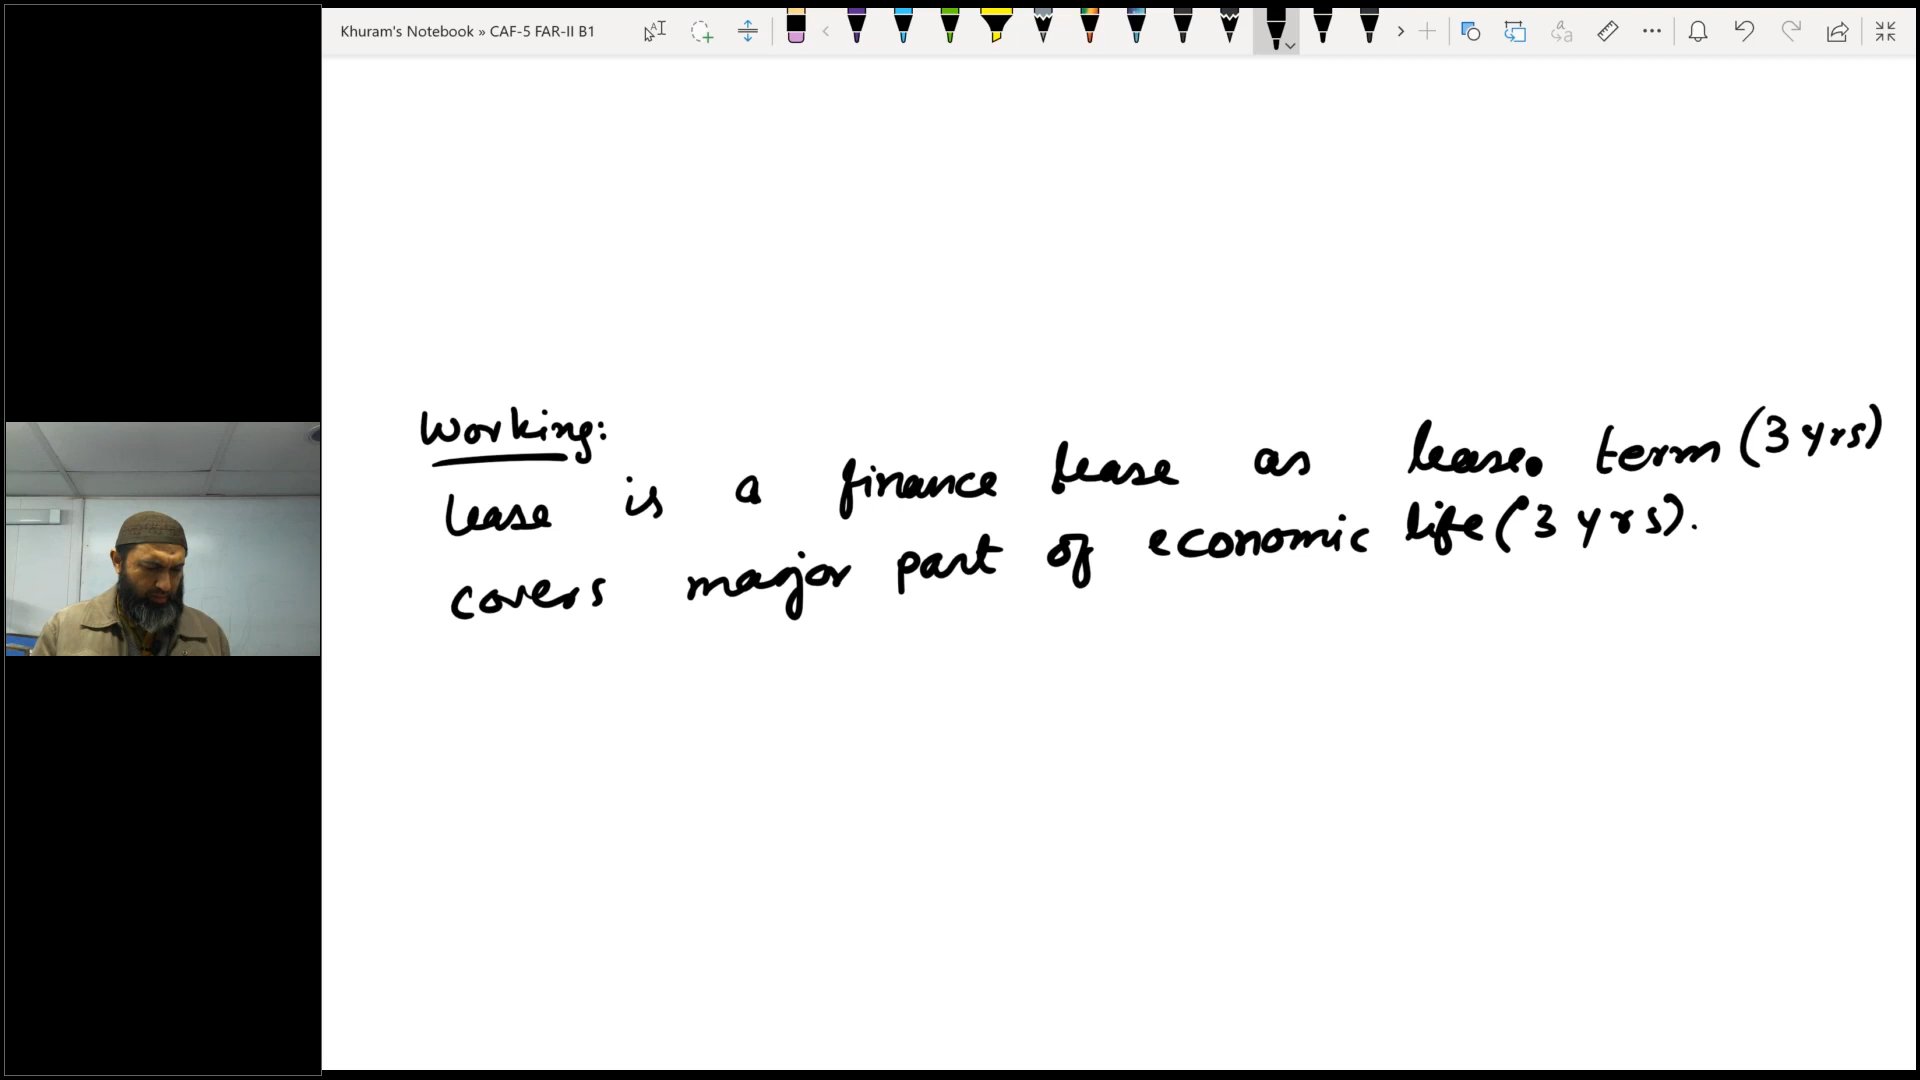 Khuram's Notebook » CAF-5 FAR-II B1
Working:
lease is a finance lease as lease term (3 yrs)
covers major part of economic life (3 yrs).